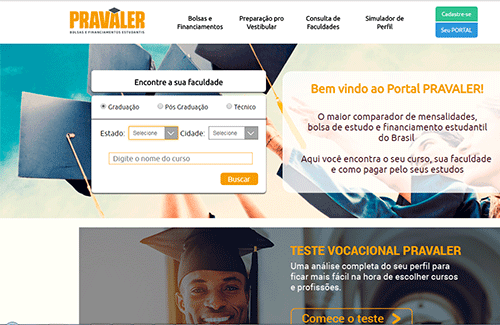 PRAVALER
BOLSAS E FINANCIAMENTOS ESTUDANTIS
Bolsas e
Financiamentos
Preparação pro
Vestibular
Consulta de
Faculdades
Simulador de
Perfil
Cadastre-se
Seu PORTAL
Encontre a sua faculdade
Graduação Pós Graduação Técnico
Estado: Selecione Cidade: Selecione
Digite o nome do curso
Buscar
Bem vindo ao Portal PRAVALER!
O maior comparador de mensalidades,
bolsa de estudo e financiamento estudantil
do Brasil
Aqui você encontra o seu curso, sua faculdade
e como pagar pelo seus estudos
TESTE VOCACIONAL PRAVALER
Uma análise completa do seu perfil para
ficar mais fácil na hora de escolher cursos
e profissões.
Comece o teste >